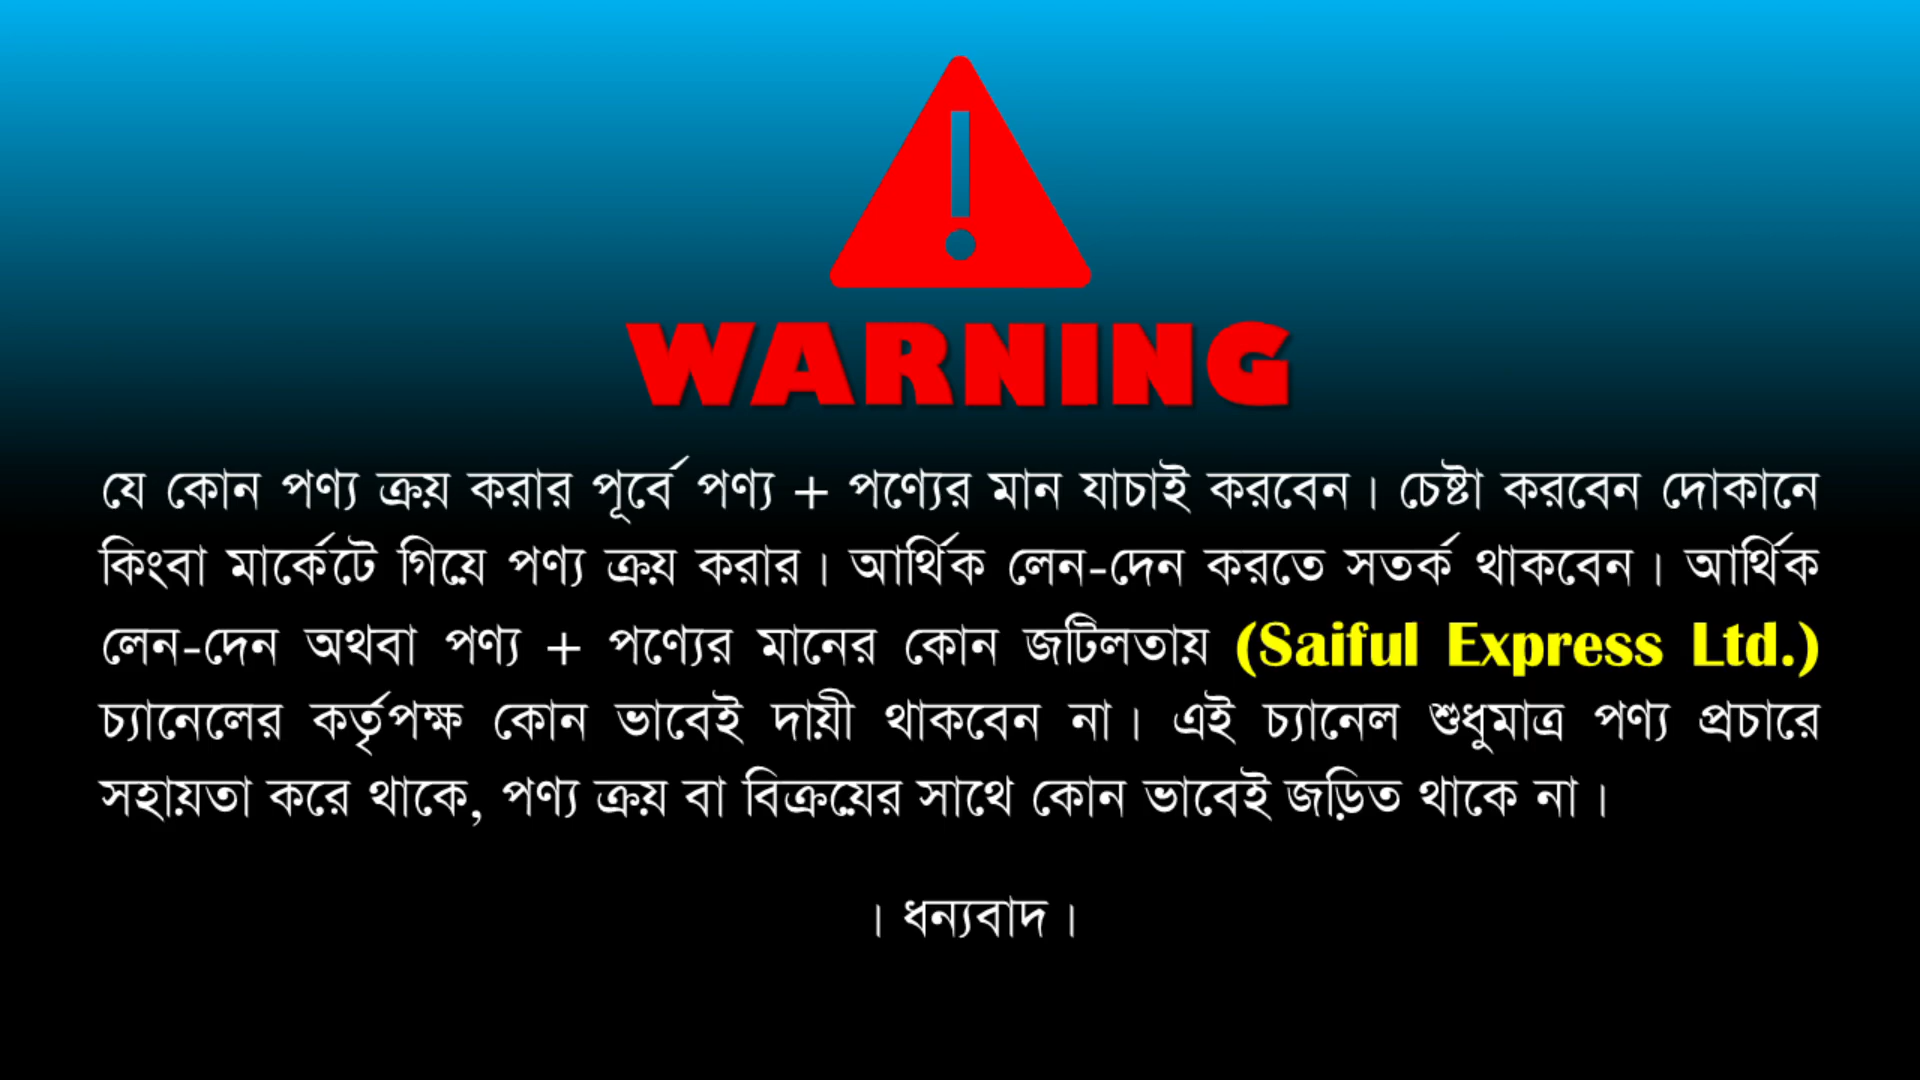 WARNING
যে কোন পণ্য ক্রয় করার পূর্বে পণ্য + পণ্যের মান যাচাই করবেন। চেষ্টা করবেন দোকানে
কিংবা মার্কেটে গিয়ে পণ্য ক্রয় করার। আর্থিক লেন-দেন করতে সতর্ক থাকবেন। আর্থিক
লেন-দেন অথবা পণ্য + পণ্যের মানের কোন জটিলতায় (Saiful Express Ltd.)
চ্যানেলের কর্তৃপক্ষ কোন ভাবেই দায়ী থাকবেন না। এই চ্যানেল শুধুমাত্র পণ্য প্রচারে
সহায়তা করে থাকে, পণ্য ক্রয় বা বিক্রয়ের সাথে কোন ভাবেই জড়িত থাকে না।
। ধন্যবাদ।